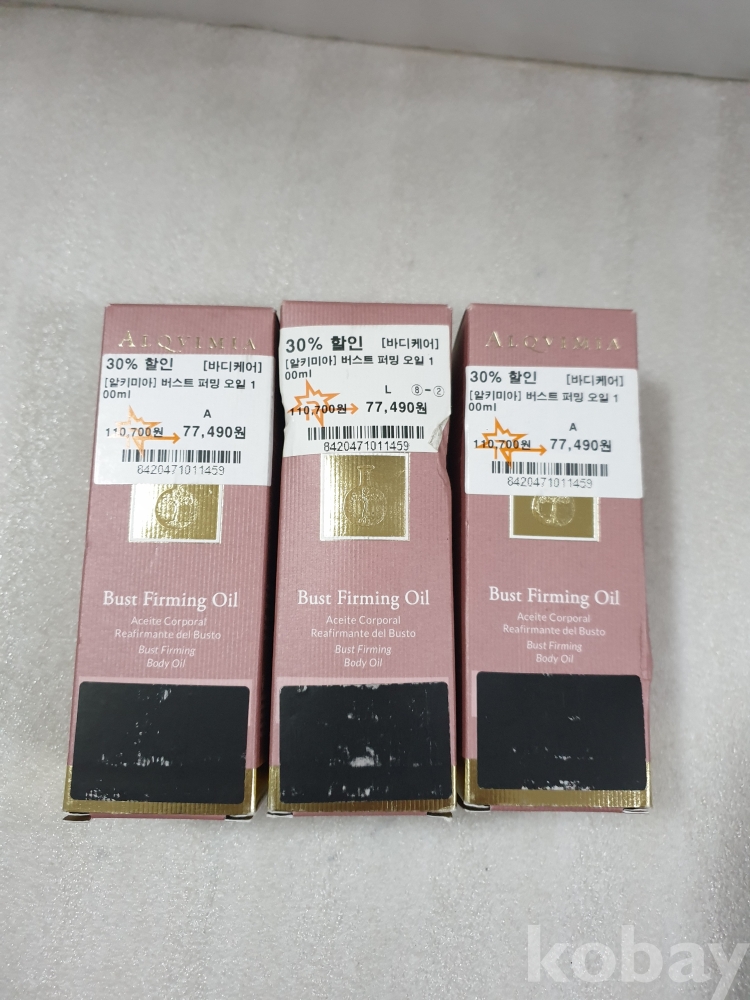 ALQVIMIA
30% 할인 [바디케어]
[알키미아] 버스트 퍼밍 오일 1
00ml
A
110,700원 77,490원
8420471011459
Bust Firming Oil
Aceite Corporal
Reafirmante del Busto
Bust Firming
Body Oil
30% 할인 [바디케어]
[알키미아] 버스트 퍼밍 오일 1
00ml
L ⑧-②
110,700원 77,490원
8420471011459
Bust Firming Oil
Aceite Corporal
Reafirmante del Busto
Bust Firming
Body Oil
ALQVIMIA
30% 할인 [바디케어]
[알키미아] 버스트 퍼밍 오일 1
00ml
A
110,700원 77,490원
8420471011459
Bust Firming Oil
Aceite Corporal
Reafirmante del Busto
Bust Firming
Body Oil
kobay